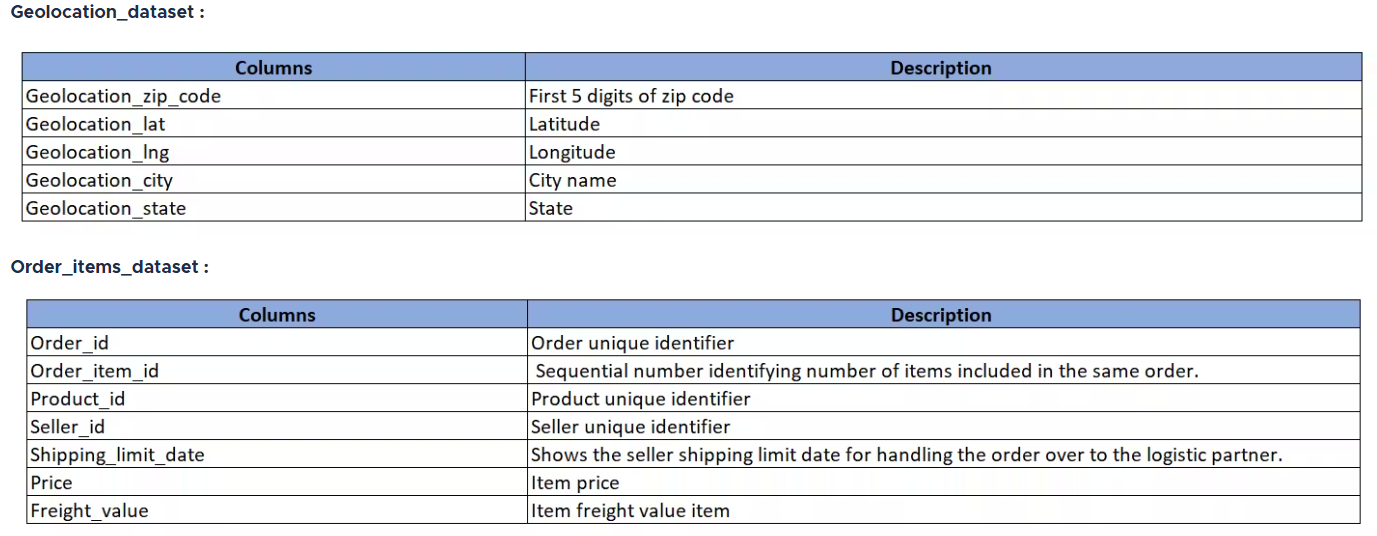 Geolocation_dataset :
Columns Description
Geolocation_zip_code First 5 digits of zip code
Geolocation_lat Latitude
Geolocation_lng Longitude
Geolocation_city City name
Geolocation_state State
Order_items_dataset :
Columns Description
Order_id Order unique identifier
Order_item_id Sequential number identifying number of items included in the same order.
Product_id Product unique identifier
Seller_id Seller unique identifier
Shipping_limit_date Shows the seller shipping limit date for handling the order over to the logistic partner.
Price Item price
Freight_value Item freight value item